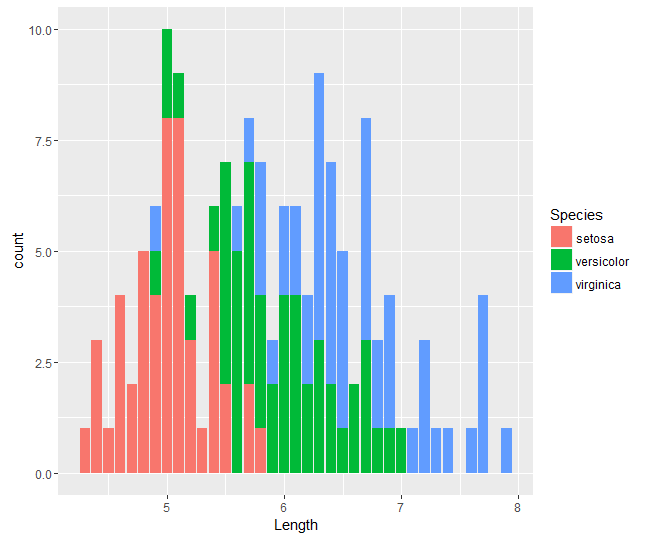 10.0
7.5
5.0
2.5
0.0
count
5 6 7 8
Length
Species
setosa
versicolor
virginica